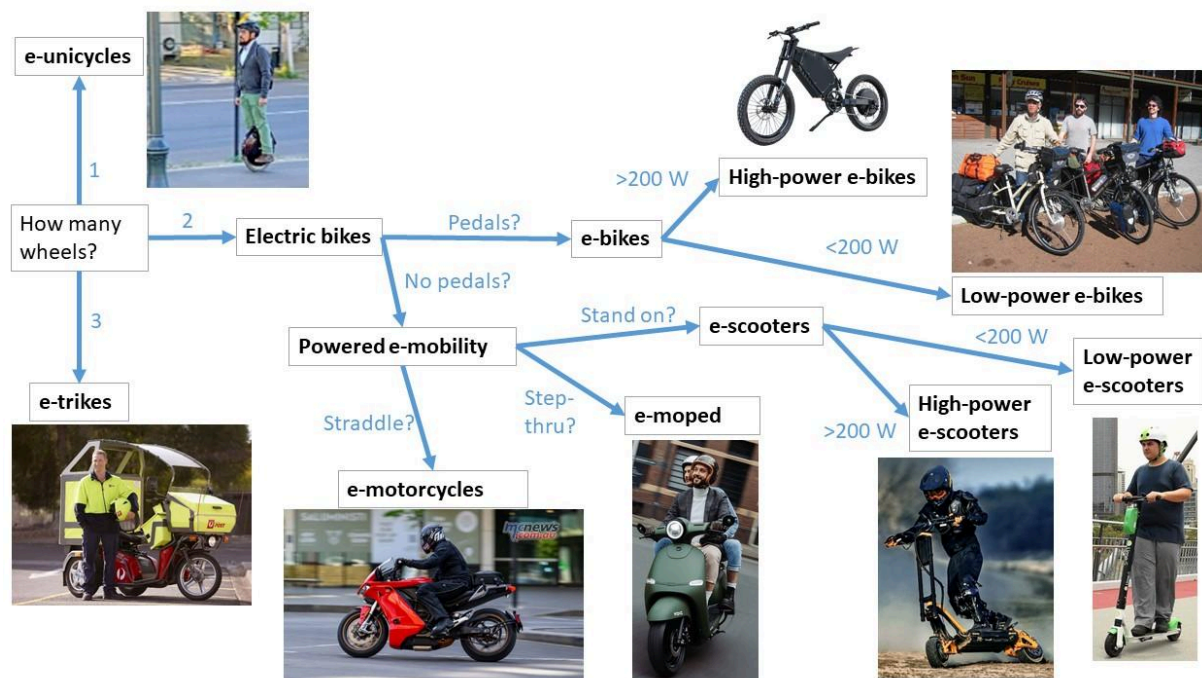 e-unicycles
1
How many
wheels?
2
Electric bikes
Pedals?
e-bikes
>200 W
High-power e-bikes
<200 W
Low-power e-bikes
No pedals?
3
Powered e-mobility
Stand on?
e-scooters
<200 W
Low-power
e-scooters
e-trikes
Straddle?
Step-
thru?
e-moped
>200 W
High-power
e-scooters
e-motorcycles
mcnews
.com.au